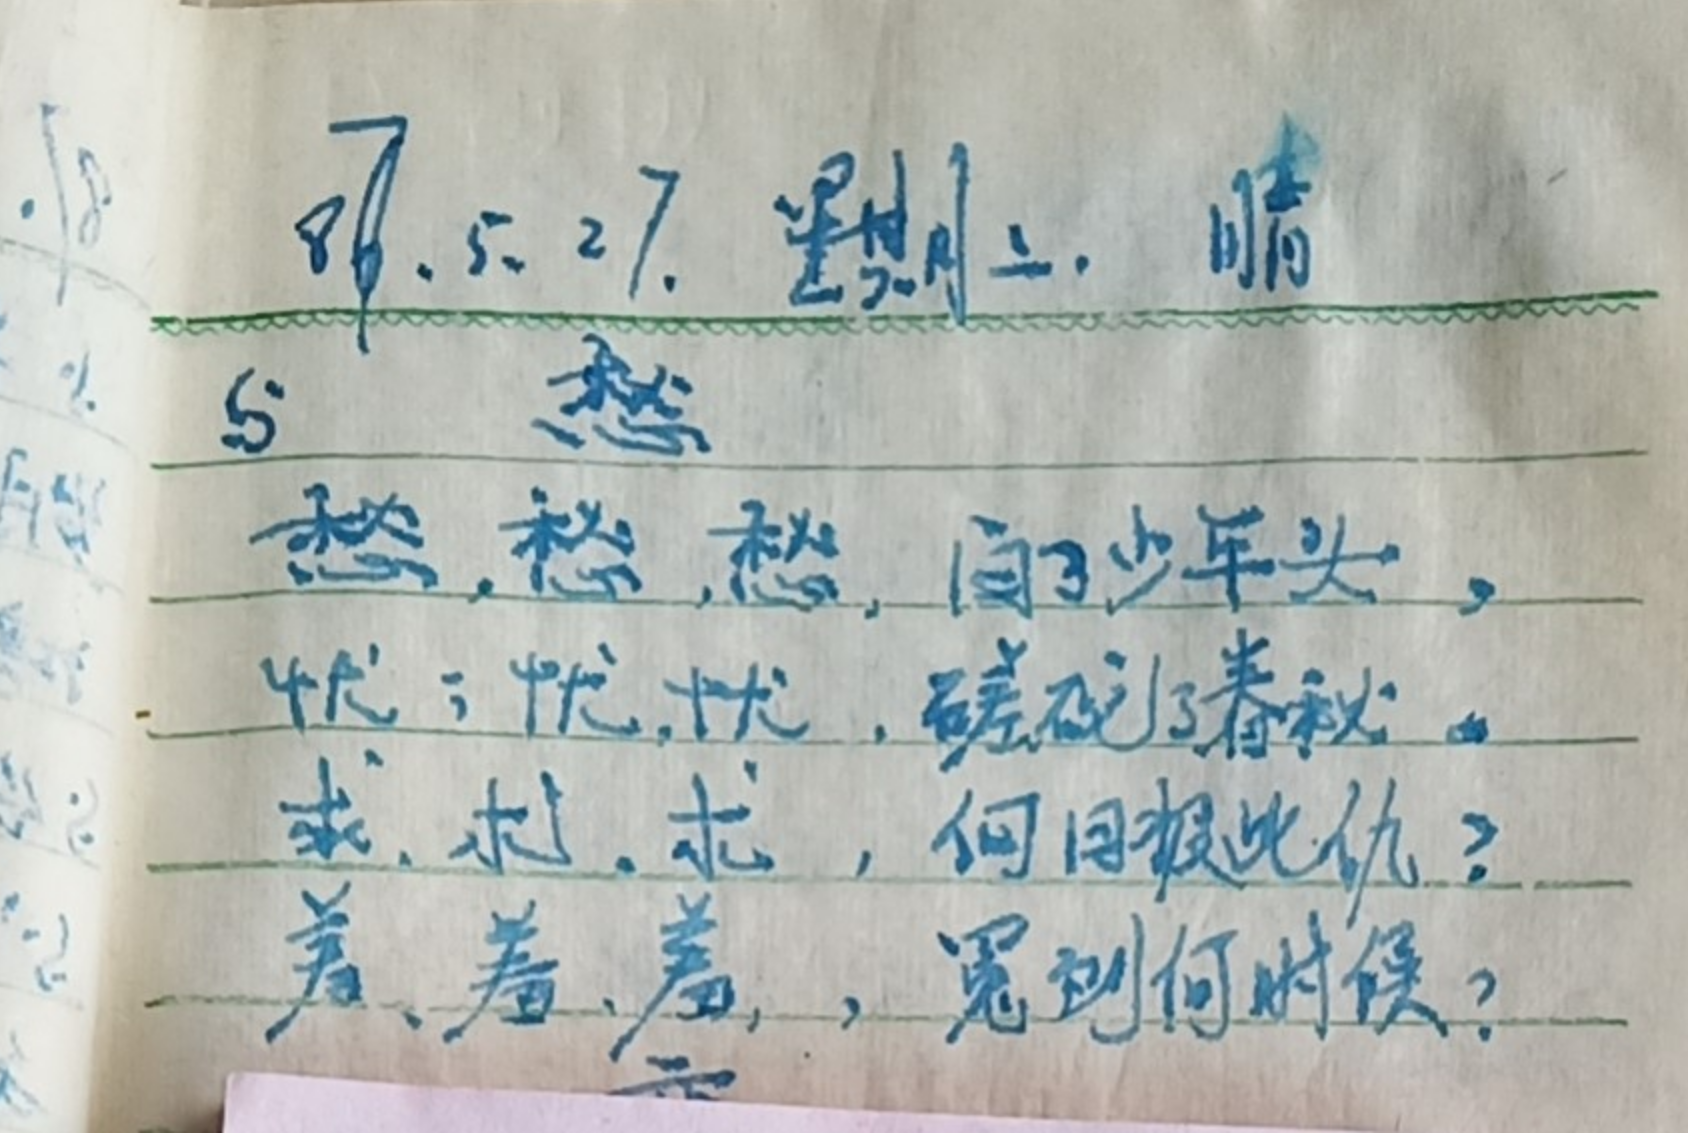 87.5.27. 星期三. 晴
5 愁
愁,愁,愁,白了少年头,
忧,忧,忧,磋砣了春秋。
求,求,求,何日报此仇?
羞、羞、羞,冤到何时候?